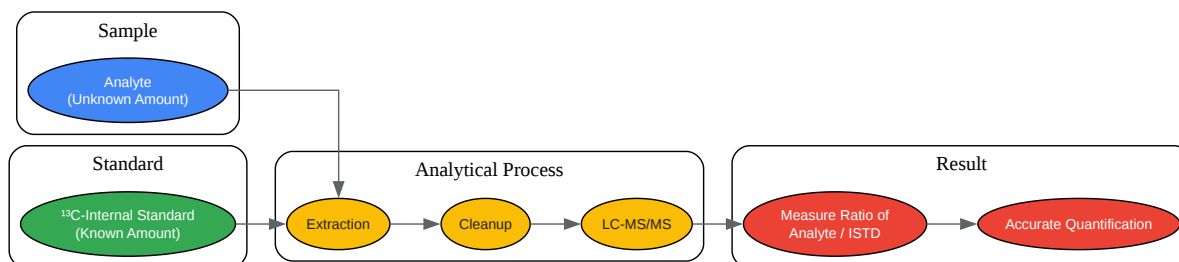 Sample
Analyte
(Unknown Amount)
Standard
¹³C-Internal Standard
(Known Amount)
Analytical Process
Extraction
Cleanup
LC-MS/MS
Result
Measure Ratio of
Analyte / ISTD
Accurate Quantification